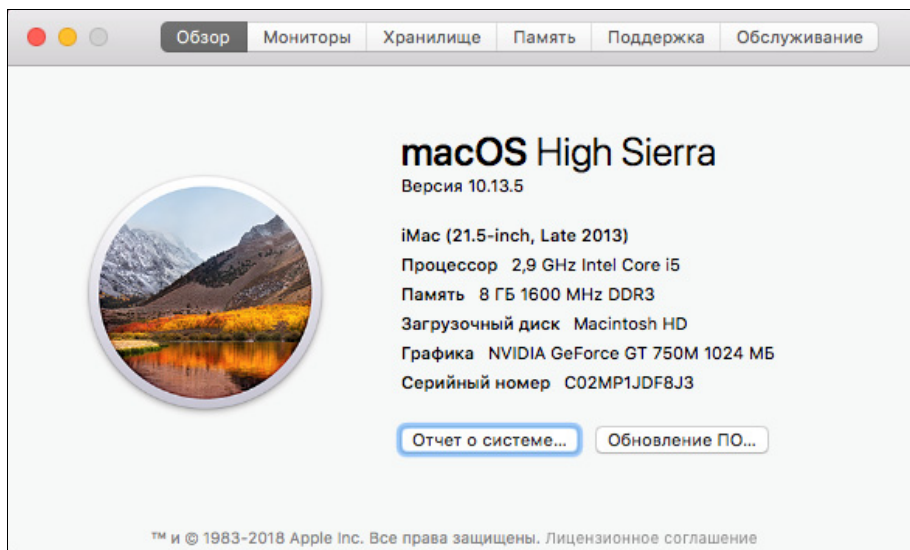 Обзор Мониторы Хранилище Память Поддержка Обслуживание
macOS High Sierra
Версия 10.13.5
iMac (21.5-inch, Late 2013)
Процессор 2,9 GHz Intel Core i5
Память 8 ГБ 1600 MHz DDR3
Загрузочный диск Macintosh HD
Графика NVIDIA GeForce GT 750M 1024 МБ
Серийный номер C02MP1JDF8J3
Отчет о системе... Обновление ПО...
™ и © 1983-2018 Apple Inc. Все права защищены. Лицензионное соглашение